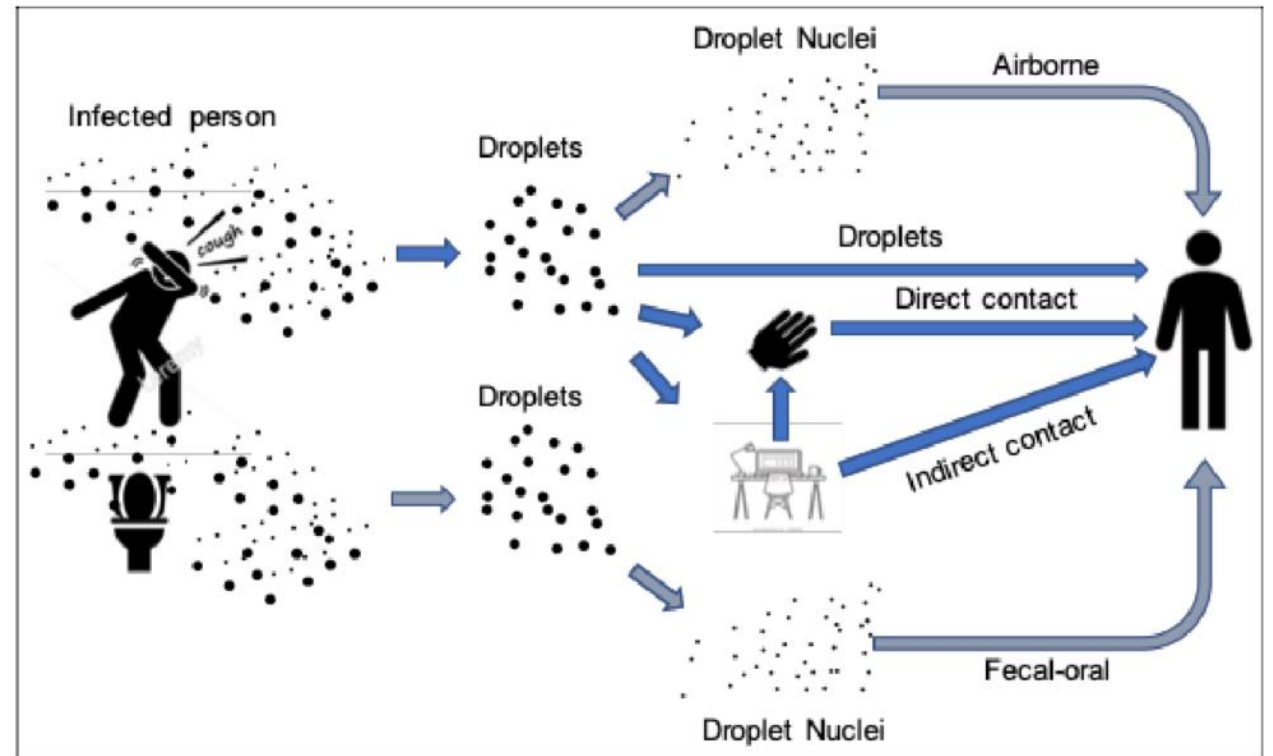 Droplet Nuclei
Airborne
Infected person
Droplets
cough
Droplets
Direct contact
Droplets
Indirect contact
Fecal-oral
Droplet Nuclei